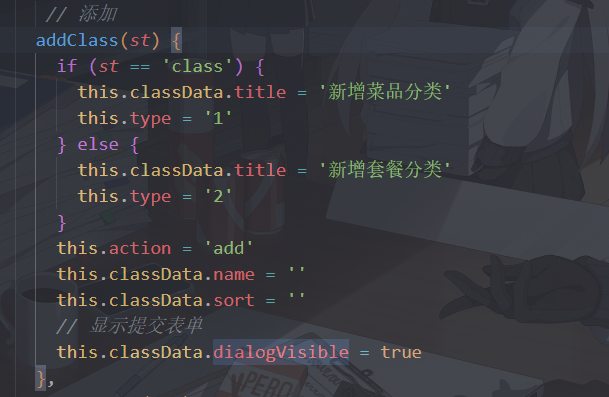 // 添加
addClass(st) {
if (st == 'class') {
this.classData.title = '新增菜品分类'
this.type = '1'
} else {
this.classData.title = '新增套餐分类'
this.type = '2'
}
this.action = 'add'
this.classData.name = ''
this.classData.sort = ''
// 显示提交表单
this.classData.dialogVisible = true
},